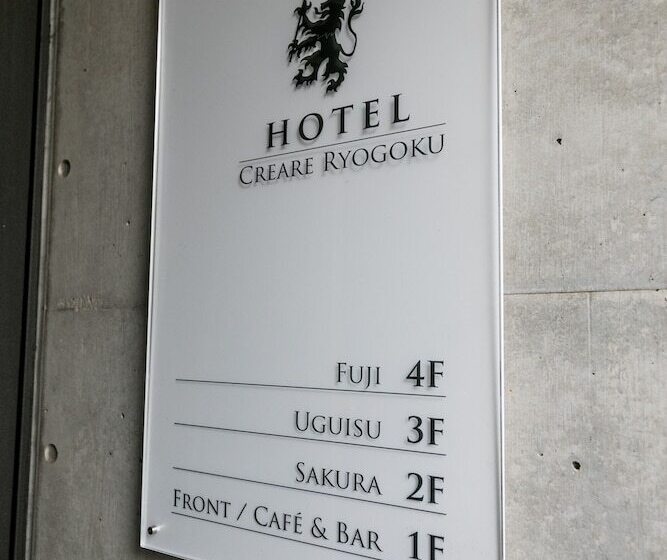 HOTEL
CREARE RYOGOKU
FUJI 4F
UGUISU 3F
SAKURA 2F
FRONT / CAFÉ & BAR 1F